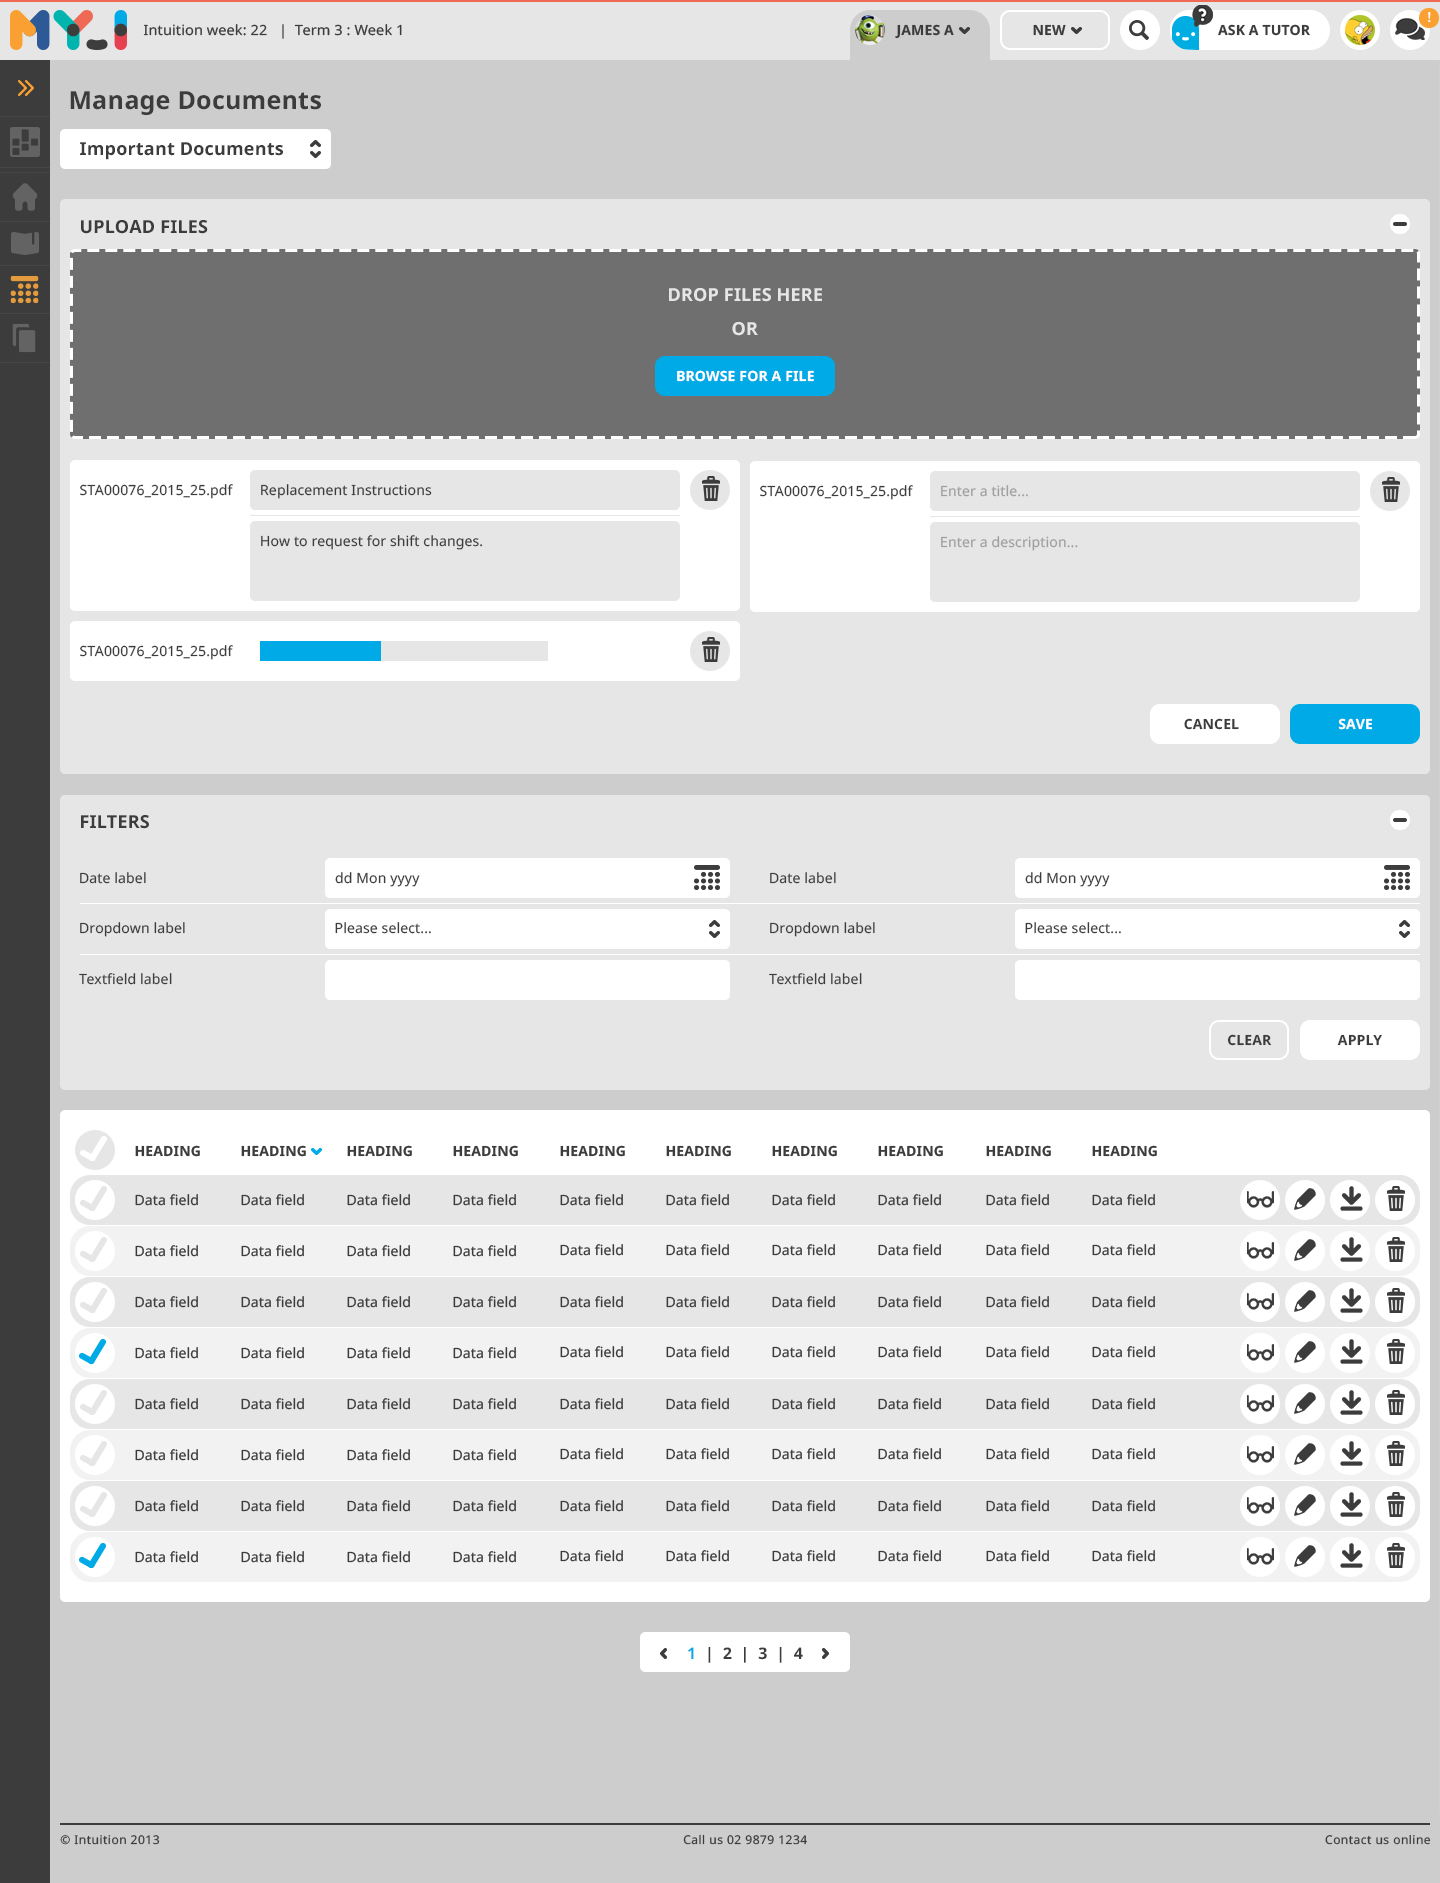 MY_I Intuition week: 22 | Term 3 : Week 1 JAMES A NEW ? ASK A TUTOR !
Manage Documents
Important Documents
UPLOAD FILES
DROP FILES HERE
OR
BROWSE FOR A FILE
STA00076_2015_25.pdf Replacement Instructions
How to request for shift changes.
STA00076_2015_25.pdf Enter a title...
Enter a description...
STA00076_2015_25.pdf
CANCEL SAVE
FILTERS
Date label dd Mon yyyy Date label dd Mon yyyy
Dropdown label Please select... Dropdown label Please select...
Textfield label Textfield label
CLEAR APPLY
HEADING HEADING HEADING HEADING HEADING HEADING HEADING HEADING HEADING HEADING
Data field Data field Data field Data field Data field Data field Data field Data field Data field Data field
Data field Data field Data field Data field Data field Data field Data field Data field Data field Data field
Data field Data field Data field Data field Data field Data field Data field Data field Data field Data field
Data field Data field Data field Data field Data field Data field Data field Data field Data field Data field
Data field Data field Data field Data field Data field Data field Data field Data field Data field Data field
Data field Data field Data field Data field Data field Data field Data field Data field Data field Data field
Data field Data field Data field Data field Data field Data field Data field Data field Data field Data field
Data field Data field Data field Data field Data field Data field Data field Data field Data field Data field
1 | 2 | 3 | 4
© Intuition 2013 Call us 02 9879 1234 Contact us online